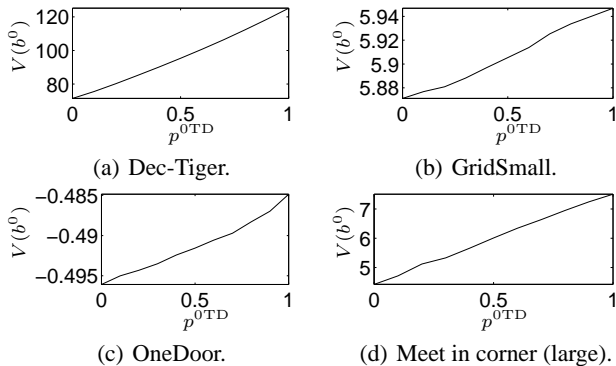 120
100
80
V(b⁰)
0
0.5
1
p⁰ᵀᴰ
(a) Dec-Tiger.
5.94
5.92
5.9
5.88
V(b⁰)
0
0.5
1
p⁰ᵀᴰ
(b) GridSmall.
−0.485
−0.49
−0.495
V(b⁰)
0
0.5
1
p⁰ᵀᴰ
(c) OneDoor.
7
6
5
V(b⁰)
0
0.5
1
p⁰ᵀᴰ
(d) Meet in corner (large).